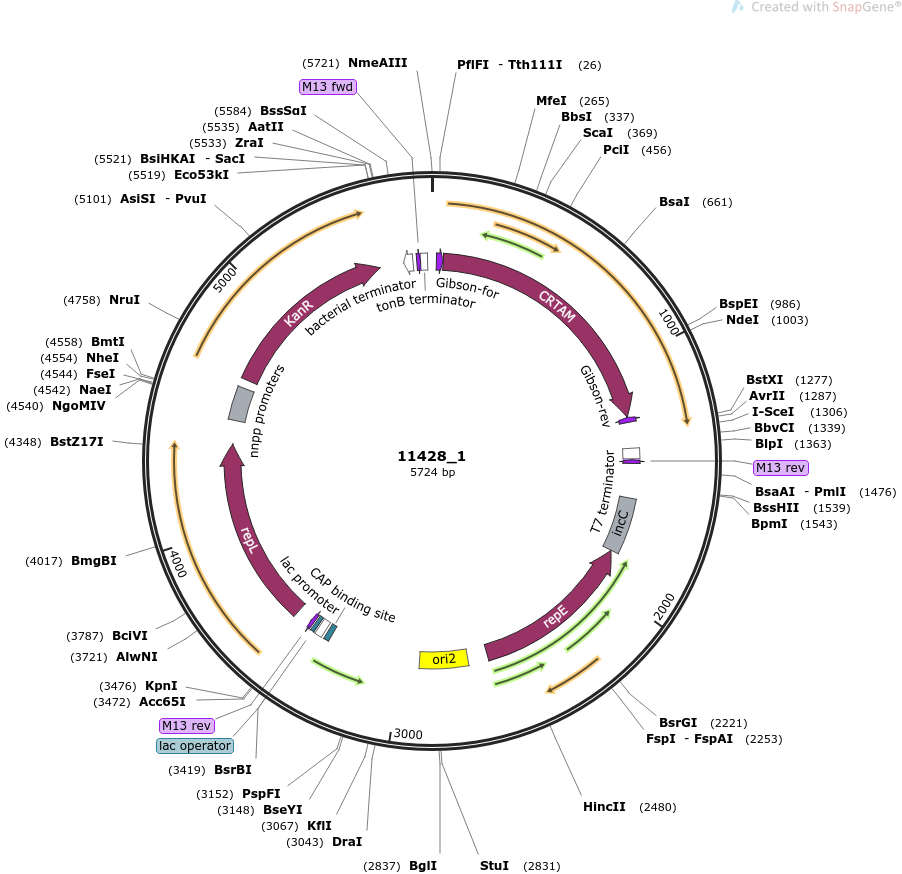 Created with SnapGene®
(5721) NmeAIII
PflFI - Tth111I (26)
M13 fwd
MfeI (265)
(5584) BssSαI
BbsI (337)
(5535) AatII
ScaI (369)
(5533) ZraI
PciI (456)
(5521) BsiHKAI - SacI
(5519) Eco53kI
(5101) AsiSI - PvuI
BsaI (661)
5000
1000
KanR
bacterial terminator
tonB terminator
Gibson-for
CRTAM
(4758) NruI
BspEI (986)
NdeI (1003)
(4558) BmtI
(4554) NheI
(4544) FseI
(4542) NaeI
(4540) NgoMIV
Gibson-rev
BstXI (1277)
AvrII (1287)
I-SceI (1306)
BbvCI (1339)
BlpI (1363)
nnpp promoters
(4348) BstZ17I
11428_1
5724 bp
M13 rev
T7 terminator
BsaAI - PmlI (1476)
BssHII (1539)
BpmI (1543)
incC
repL
(4017) BmgBI
4000
lac promoter
CAP binding site
repE
2000
(3787) BciVI
(3721) AlwNI
ori2
(3476) KpnI
(3472) Acc65I
M13 rev
lac operator
BsrGI (2221)
FspI - FspAI (2253)
3000
(3419) BsrBI
(3152) PspFI
(3148) BseYI
HincII (2480)
(3067) KflI
(3043) DraI
(2837) BglI
StuI (2831)